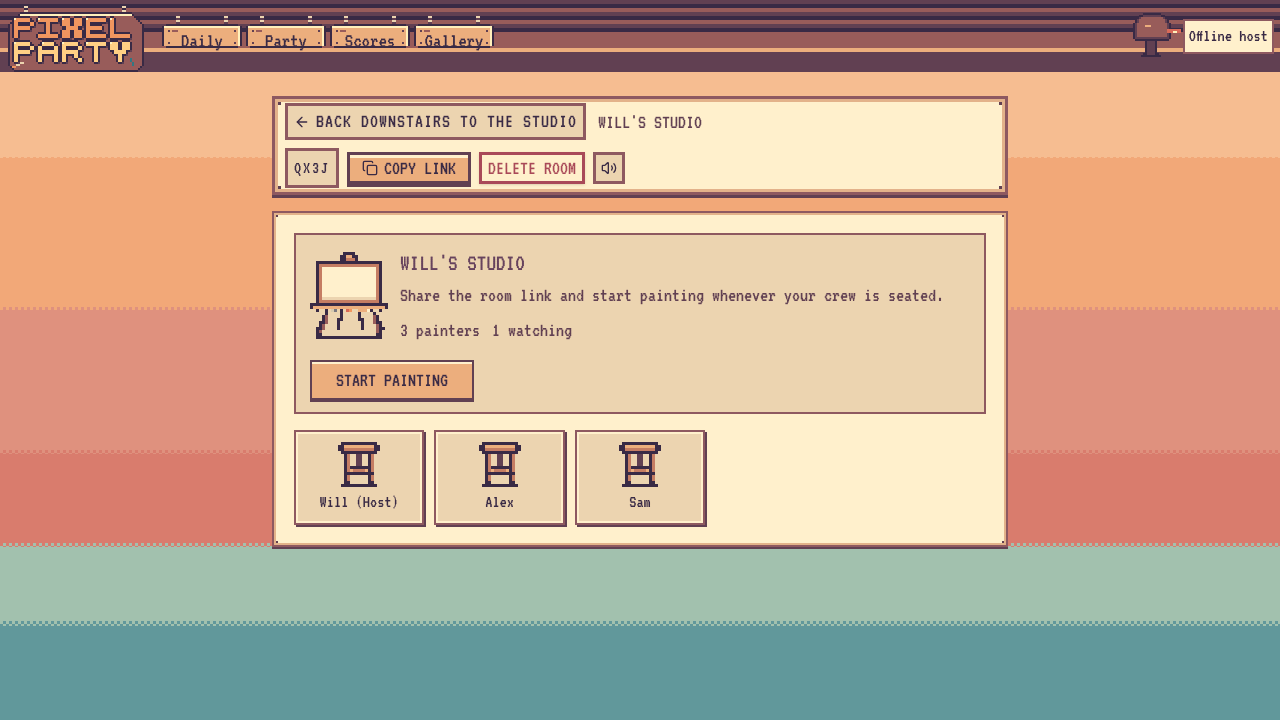 PIXEL PARTY
Daily Party Scores Gallery
Offline host
BACK DOWNSTAIRS TO THE STUDIO
WILL'S STUDIO
QX3J
COPY LINK
DELETE ROOM
WILL'S STUDIO
Share the room link and start painting whenever your crew is seated.
3 painters 1 watching
START PAINTING
Will (Host)
Alex
Sam